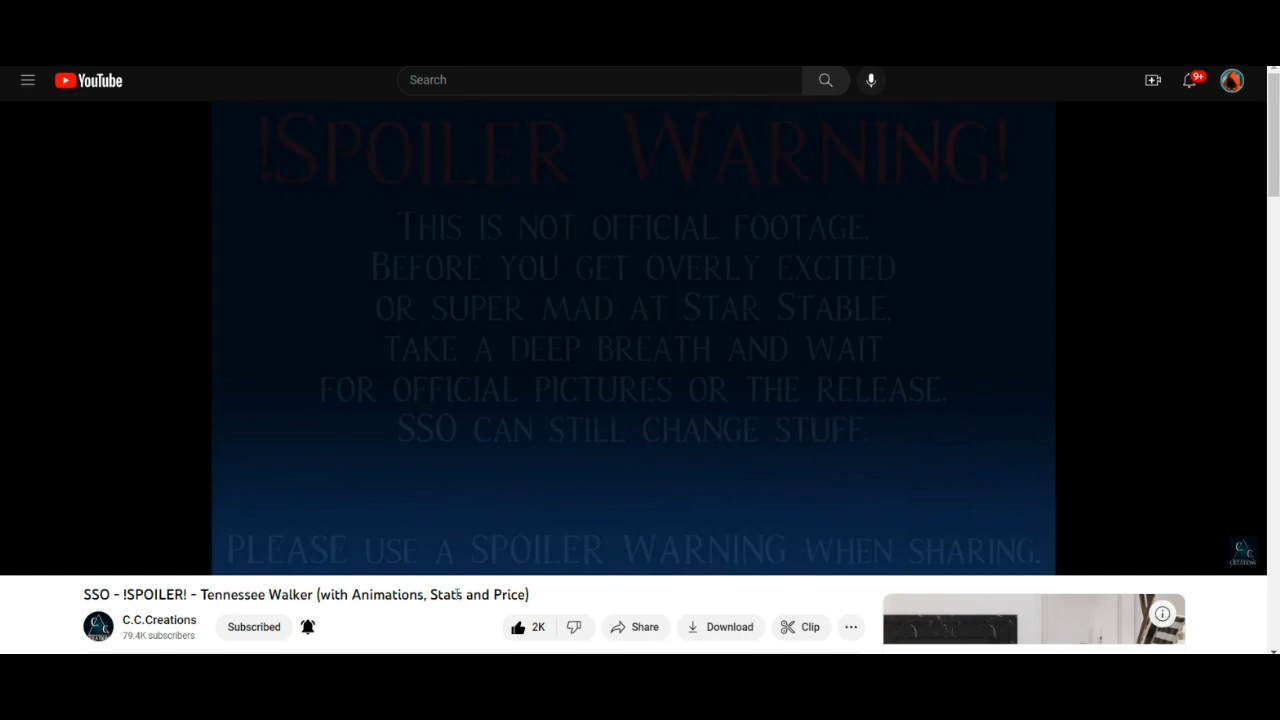 YouTube
Search
9+
!SPOILER WARNING!
THIS IS NOT OFFICIAL FOOTAGE.
BEFORE YOU GET OVERLY EXCITED
OR SUPER MAD AT STAR STABLE,
TAKE A DEEP BREATH AND WAIT
FOR OFFICIAL PICTURES OR THE RELEASE.
SSO CAN STILL CHANGE STUFF.
PLEASE USE A SPOILER WARNING WHEN SHARING.
C. C. CREATIONS
SSO - !SPOILER! - Tennessee Walker (with Animations, Stats and Price)
C.C.Creations
79.4K subscribers
Subscribed
2K
Share
Download
Clip